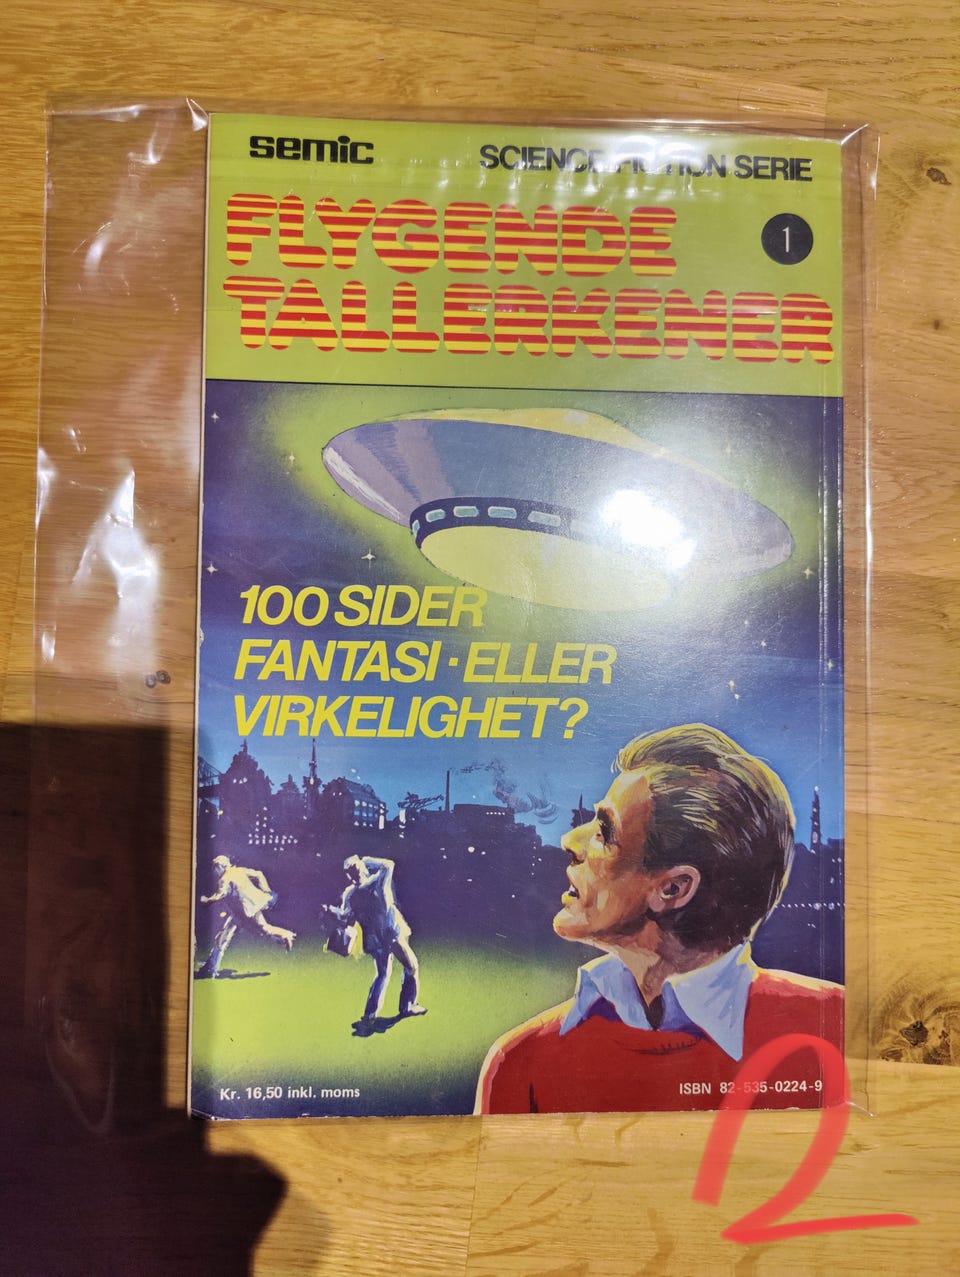 semic
SCIENCE FICTION SERIE
FLYGENDE
1
TALLERKENER
100 SIDER
FANTASI · ELLER
VIRKELIGHET?
Kr. 16,50 inkl. moms
ISBN 82-535-0224-9
2